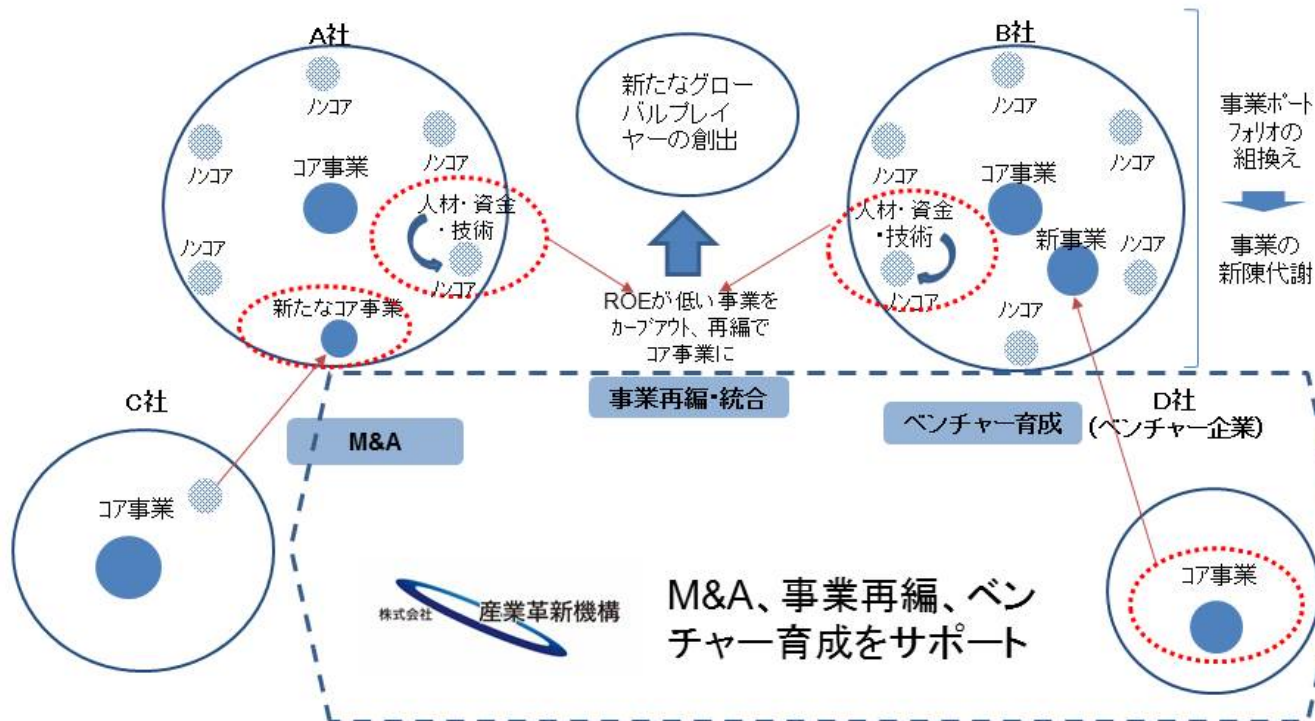 A社
ノンコア
ノンコア
ノンコア
コア事業
人材・資金
・技術
ノンコア
ノンコア
新たなコア事業
新たなグロー
バルプレイ
ヤーの創出
ROEが低い事業を
カーブアウト、再編で
コア事業に
B社
ノンコア
ノンコア
ノンコア
コア事業
人材・資金
・技術
新事業
ノンコア
ノンコア
ノンコア
事業ポート
フォリオの
組換え
事業の
新陳代謝
C社
コア事業
M&A
事業再編・統合
ベンチャー育成
D社
(ベンチャー企業)
コア事業
株式会社 産業革新機構
M&A、事業再編、ベン
チャー育成をサポート